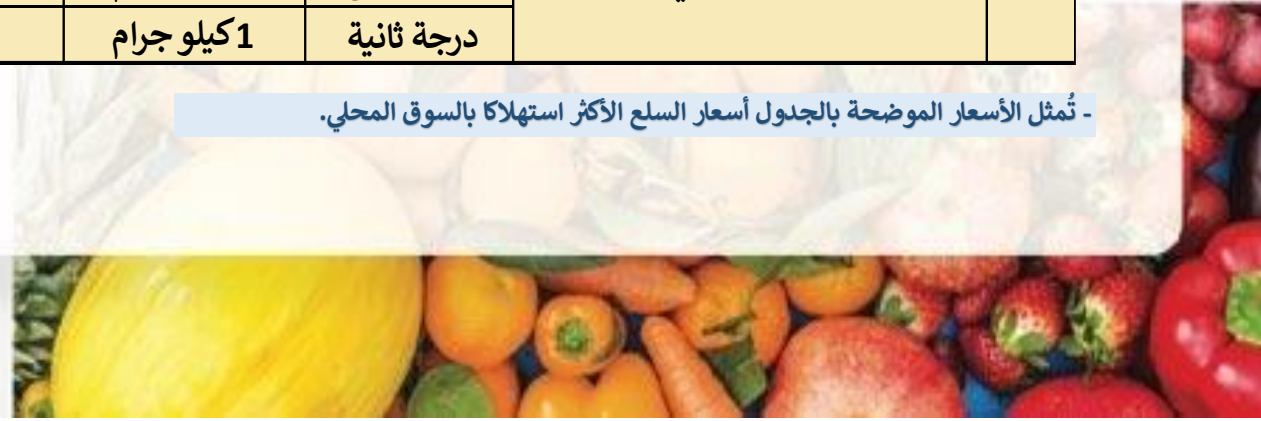 درجة ثانية 1كيلو جرام
- تُمثل الأسعار الموضحة بالجدول أسعار السلع الأكثر استهلاكا بالسوق المحلي.